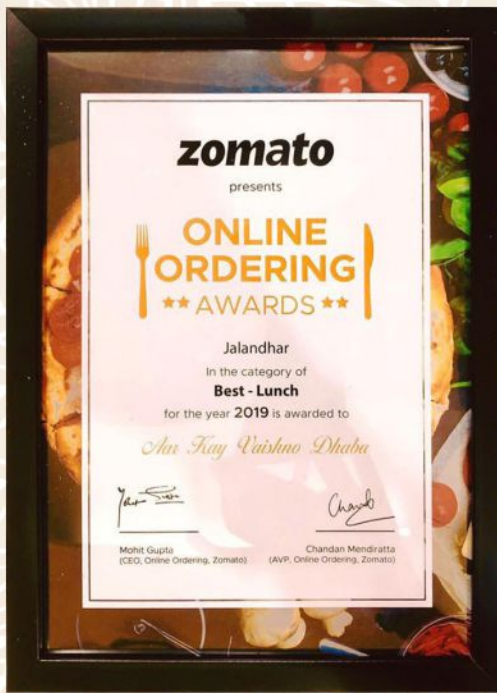 zomato
presents
ONLINE
ORDERING
AWARDS
Jalandhar
In the category of
Best - Lunch
for the year 2019 is awarded to
Aar Kay Vaishno Dhaba
Mohit Gupta
(CEO, Online Ordering, Zomato)
Chandan Mendiratta
(AVP, Online Ordering, Zomato)